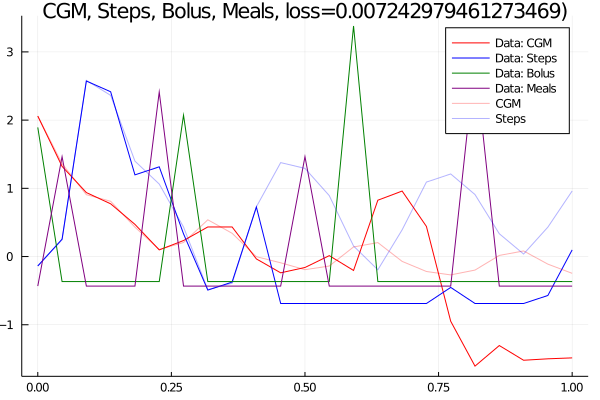 CGM, Steps, Bolus, Meals, loss=0.007242979461273469)
Data: CGM
Data: Steps
Data: Bolus
Data: Meals
CGM
Steps
3
2
1
0
−1
0.00 0.25 0.50 0.75 1.00